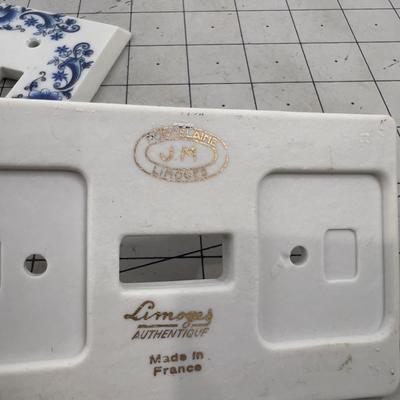 PORCELAINE
J.M
LIMOGES
Limoges
AUTHENTIQUE
Made in
France